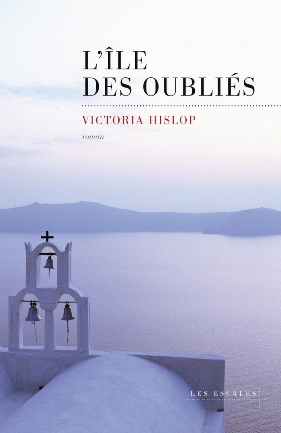 L'ÎLE
DES OUBLIÉS
VICTORIA HISLOP
roman
LES ESCALES